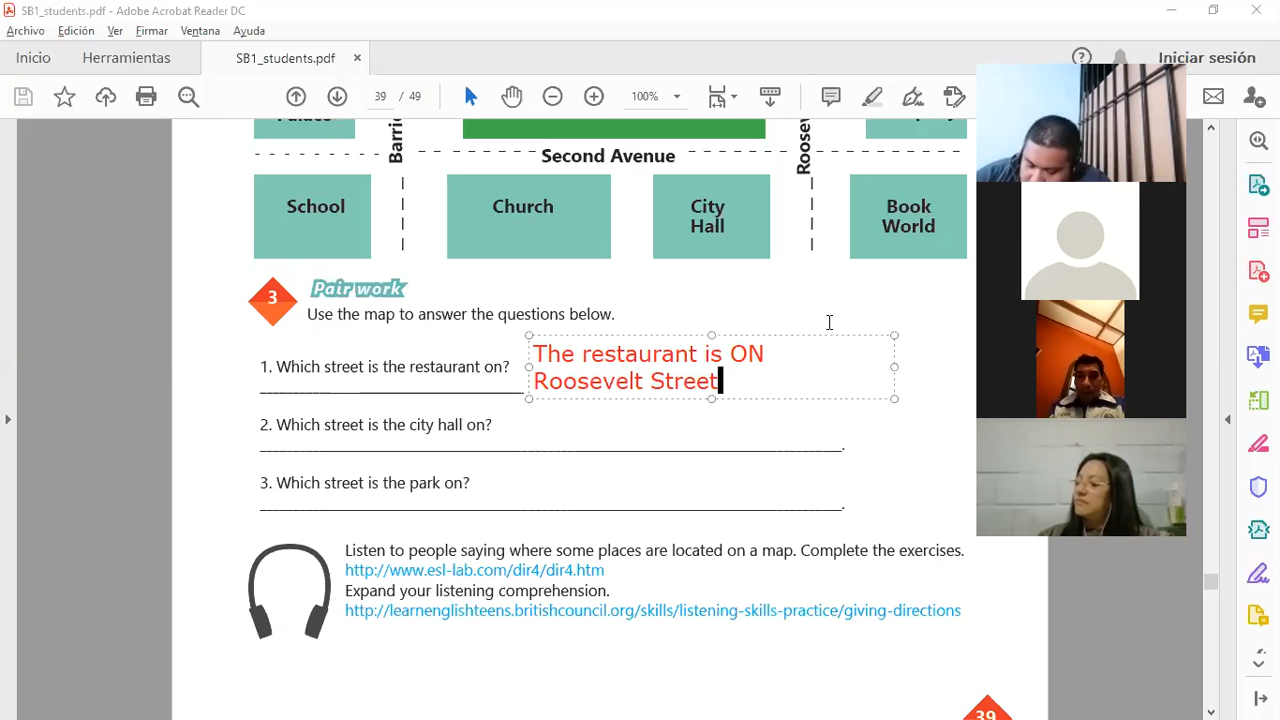 SB1_students.pdf - Adobe Acrobat Reader DC
Archivo Edición Ver Firmar Ventana Ayuda
Inicio Herramientas SB1_students.pdf × ? Iniciar sesión
39 / 49 100%
Second Avenue
School Church City Hall Book World
3 Pair work
Use the map to answer the questions below.
The restaurant is ON
1. Which street is the restaurant on?
Roosevelt Street
2. Which street is the city hall on?
3. Which street is the park on?
Listen to people saying where some places are located on a map. Complete the exercises.
http://www.esl-lab.com/dir4/dir4.htm
Expand your listening comprehension.
http://learnenglishteens.britishcouncil.org/skills/listening-skills-practice/giving-directions
39